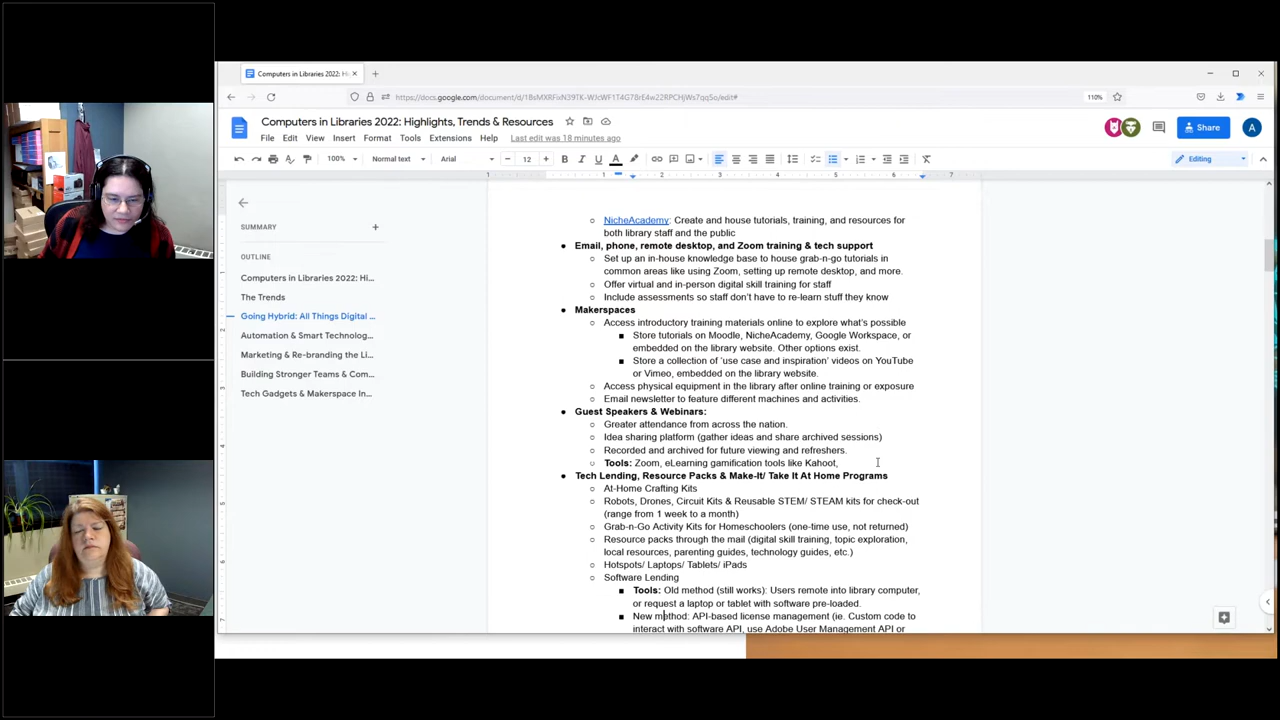 Computers in Libraries 2022: Hi
https://docs.google.com/document/d/
110%
Computers in Libraries 2022: Highlights, Trends & Resources
File Edit View Insert Format Tools Extensions Help Last edit was 18 minutes ago
Share
A
100% Normal text Arial 12 B I U A Editing
1 1 2 3 4 5 6 7
SUMMARY
OUTLINE
Computers in Libraries 2022: Hi...
The Trends
Going Hybrid: All Things Digital ...
Automation & Smart Technolog...
Marketing & Re-branding the Li...
Building Stronger Teams & Com...
Tech Gadgets & Makerspace In...
NicheAcademy: Create and house tutorials, training, and resources for
both library staff and the public
Email, phone, remote desktop, and Zoom training & tech support
Set up an in-house knowledge base to house grab-n-go tutorials in
common areas like using Zoom, setting up remote desktop, and more.
Offer virtual and in-person digital skill training for staff
Include assessments so staff don't have to re-learn stuff they know
Makerspaces
Access introductory training materials online to explore what's possible
Store tutorials on Moodle, NicheAcademy, Google Workspace, or
embedded on the library website. Other options exist.
Store a collection of 'use case and inspiration' videos on YouTube
or Vimeo, embedded on the library website.
Access physical equipment in the library after online training or exposure
Email newsletter to feature different machines and activities.
Guest Speakers & Webinars:
Greater attendance from across the nation.
Idea sharing platform (gather ideas and share archived sessions)
Recorded and archived for future viewing and refreshers.
Tools: Zoom, eLearning gamification tools like Kahoot,
Tech Lending, Resource Packs & Make-It/ Take It At Home Programs
At-Home Crafting Kits
Robots, Drones, Circuit Kits & Reusable STEM/ STEAM kits for check-out
(range from 1 week to a month)
Grab-n-Go Activity Kits for Homeschoolers (one-time use, not returned)
Resource packs through the mail (digital skill training, topic exploration,
local resources, parenting guides, technology guides, etc.)
Hotspots/ Laptops/ Tablets/ iPads
Software Lending
Tools: Old method (still works): Users remote into library computer,
or request a laptop or tablet with software pre-loaded.
New method: API-based license management (ie. Custom code to
interact with software API, use Adobe User Management API or